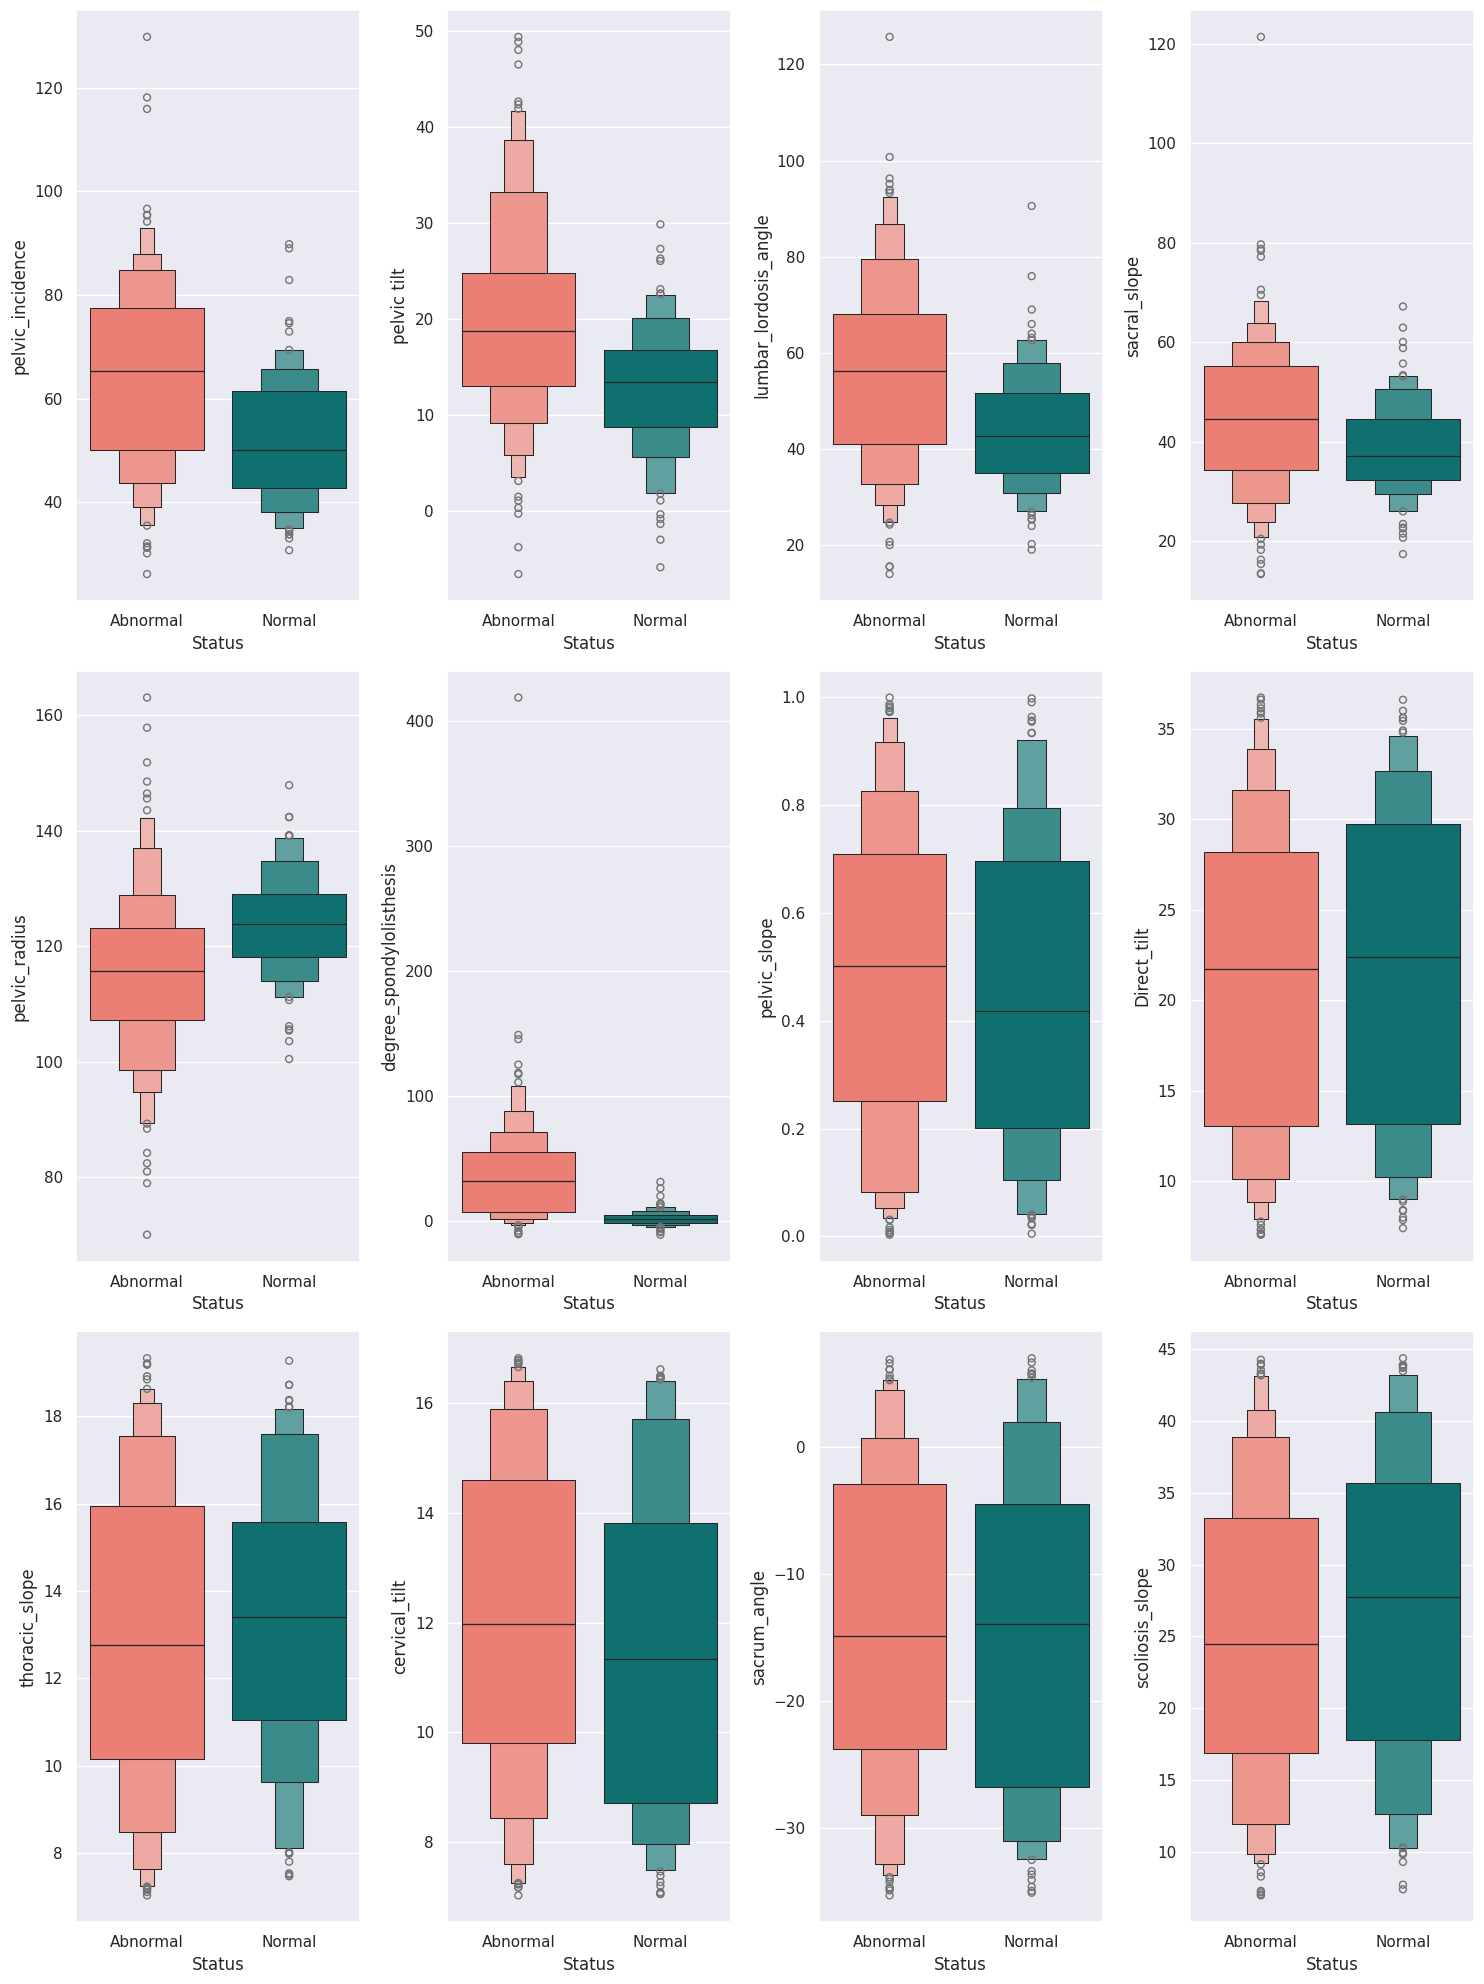 120
100
80
60
40
pelvic_incidence
Abnormal Normal
Status
50
40
30
20
10
0
pelvic tilt
Abnormal Normal
Status
120
100
80
60
40
20
lumbar_lordosis_angle
Abnormal Normal
Status
120
100
80
60
40
20
sacral_slope
Abnormal Normal
Status
160
140
120
100
80
pelvic_radius
Abnormal Normal
Status
400
300
200
100
0
degree_spondylolisthesis
Abnormal Normal
Status
1.0
0.8
0.6
0.4
0.2
0.0
pelvic_slope
Abnormal Normal
Status
35
30
25
20
15
10
Direct_tilt
Abnormal Normal
Status
18
16
14
12
10
8
thoracic_slope
Abnormal Normal
Status
16
14
12
10
8
cervical_tilt
Abnormal Normal
Status
0
−10
−20
−30
sacrum_angle
Abnormal Normal
Status
45
40
35
30
25
20
15
10
scoliosis_slope
Abnormal Normal
Status